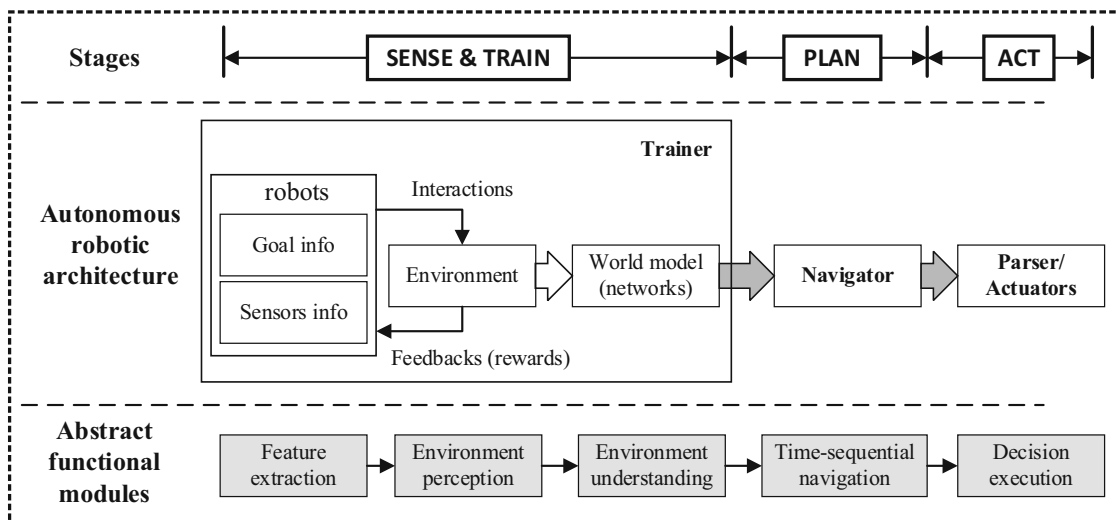 Stages
SENSE & TRAIN
PLAN
ACT
Autonomous
robotic
architecture
Trainer
robots
Goal info
Sensors info
Interactions
Environment
Feedbacks (rewards)
World model
(networks)
Navigator
Parser/
Actuators
Abstract
functional
modules
Feature
extraction
Environment
perception
Environment
understanding
Time-sequential
navigation
Decision
execution